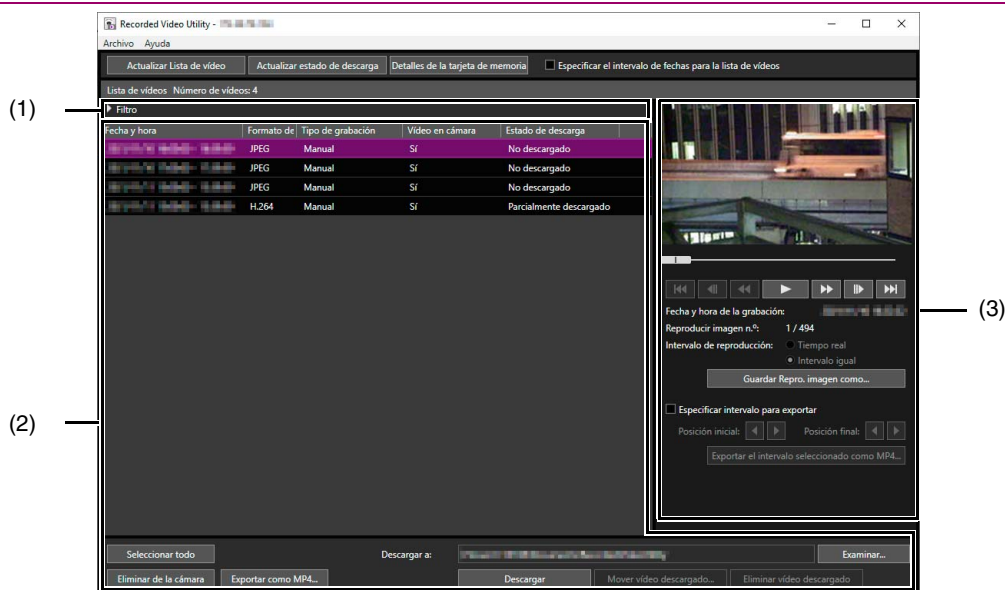 Recorded Video Utility -
Archivo Ayuda
Actualizar Lista de vídeo Actualizar estado de descarga Detalles de la tarjeta de memoria Especificar el intervalo de fechas para la lista de vídeos
Lista de vídeos Número de vídeos: 4
(1)
Filtro
Fecha y hora Formato de Tipo de grabación Vídeo en cámara Estado de descarga
JPEG Manual Sí No descargado
JPEG Manual Sí No descargado
JPEG Manual Sí No descargado
H.264 Manual Sí Parcialmente descargado
Fecha y hora de la grabación:
(3)
Reproducir imagen n.º: 1 / 494
Intervalo de reproducción: Tiempo real
Intervalo igual
Guardar Repro. imagen como...
Especificar intervalo para exportar
(2)
Posición inicial: Posición final:
Exportar el intervalo seleccionado como MP4...
Seleccionar todo Descargar a: Examinar...
Eliminar de la cámara Exportar como MP4... Descargar Mover vídeo descargado... Eliminar vídeo descargado